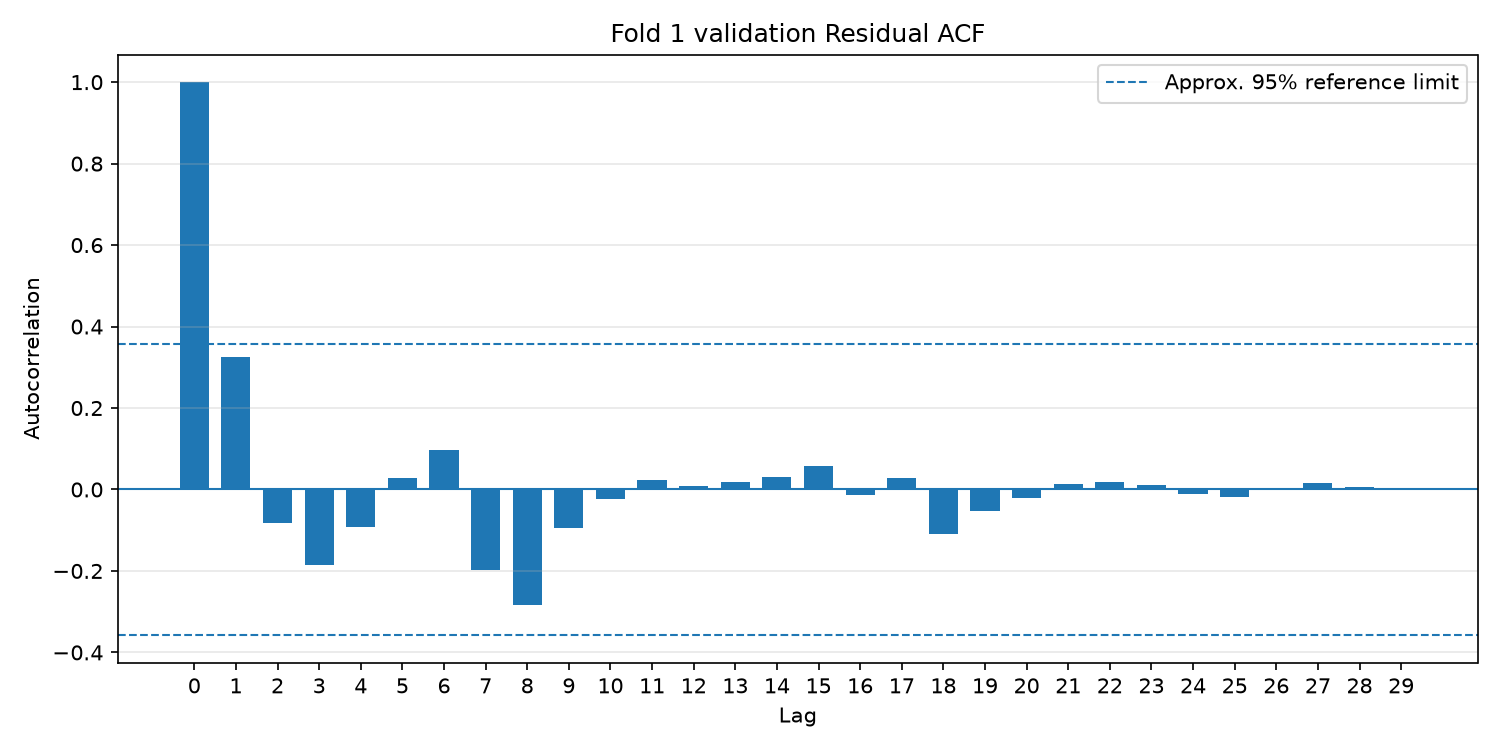 Fold 1 validation Residual ACF
Approx. 95% reference limit
Autocorrelation
1.0
0.8
0.6
0.4
0.2
0.0
−0.2
−0.4
0 1 2 3 4 5 6 7 8 9 10 11 12 13 14 15 16 17 18 19 20 21 22 23 24 25 26 27 28 29
Lag